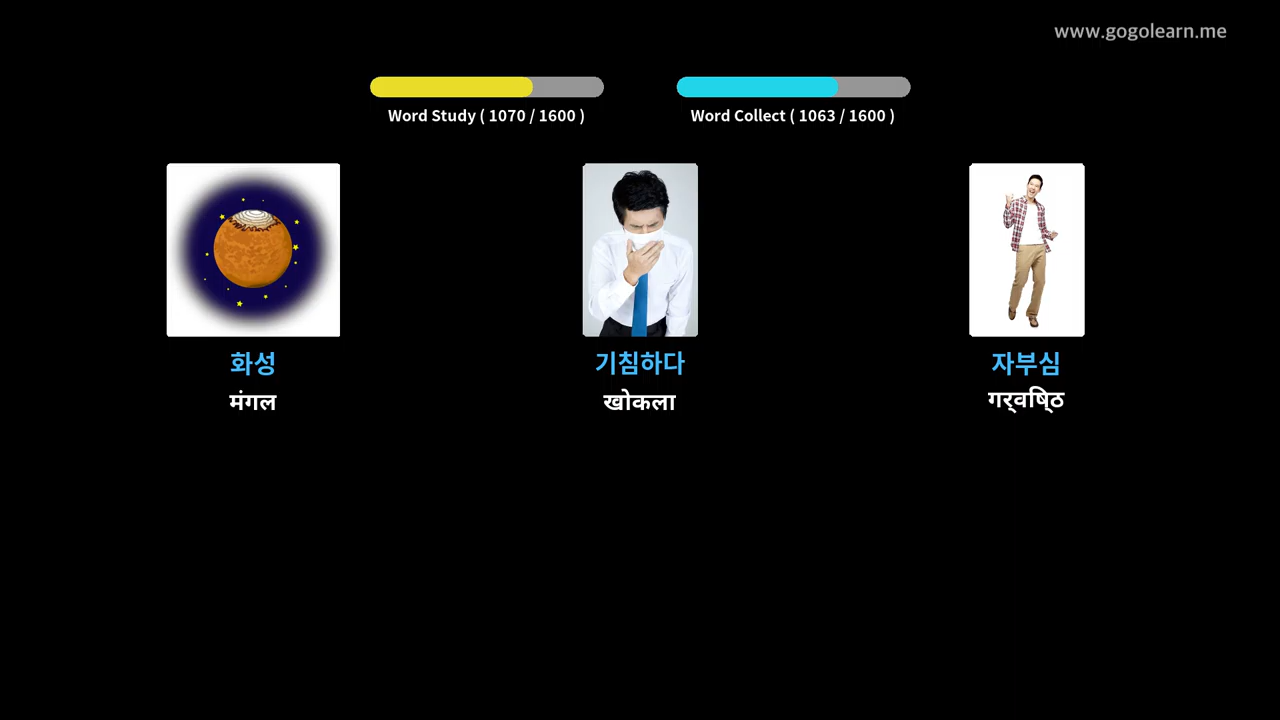 www.gogolearn.me
Word Study ( 1070 / 1600 )
Word Collect ( 1063 / 1600 )
화성
기침하다
자부심
मंगल
खोकला
गर्‌वषि्ठ